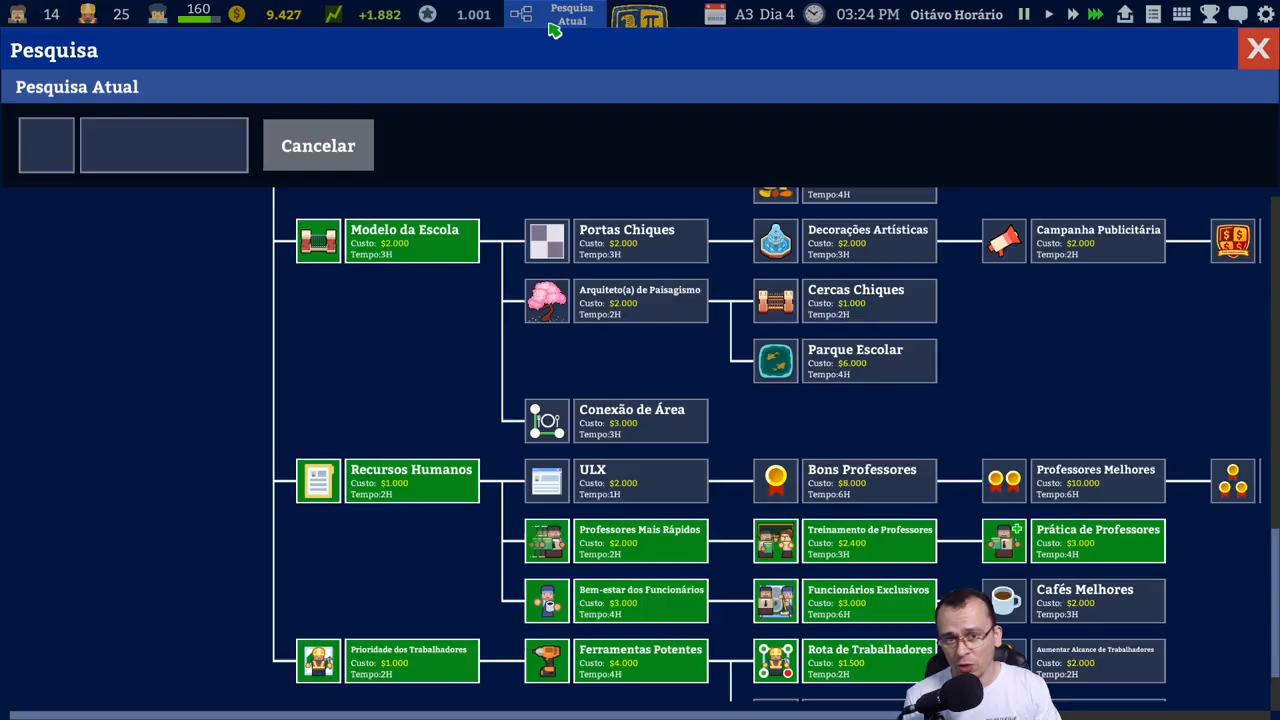 14 25 160 9.427 +1.882 1.001 Pesquisa Atual A3 Dia 4 03:24 PM Oitávo Horário
Pesquisa
Pesquisa Atual
Cancelar
Tempo:4H
Modelo da Escola
Custo: $2.000
Tempo:3H
Portas Chiques
Custo: $2.000
Tempo:3H
Decorações Artísticas
Custo: $2.000
Tempo:3H
Campanha Publicitária
Custo: $2.000
Tempo:2H
Arquiteto(a) de Paisagismo
Custo: $2.000
Tempo:2H
Cercas Chiques
Custo: $1.000
Tempo:2H
Parque Escolar
Custo: $6.000
Tempo:4H
Conexão de Área
Custo: $3.000
Tempo:3H
Recursos Humanos
Custo: $1.000
Tempo:2H
ULX
Custo: $2.000
Tempo:1H
Bons Professores
Custo: $8.000
Tempo:6H
Professores Melhores
Custo: $10.000
Tempo:6H
Professores Mais Rápidos
Custo: $2.000
Tempo:2H
Treinamento de Professores
Custo: $2.400
Tempo:3H
Prática de Professores
Custo: $3.000
Tempo:4H
Bem-estar dos Funcionários
Custo: $3.000
Tempo:4H
Funcionários Exclusivos
Custo: $3.000
Tempo:6H
Cafés Melhores
Custo: $2.000
Tempo:3H
Prioridade dos Trabalhadores
Custo: $1.000
Tempo:2H
Ferramentas Potentes
Custo: $4.000
Tempo:4H
Rota de Trabalhadores
Custo: $1.500
Tempo:2H
Aumentar Alcance de Trabalhadores
Custo: $2.000
Tempo:2H